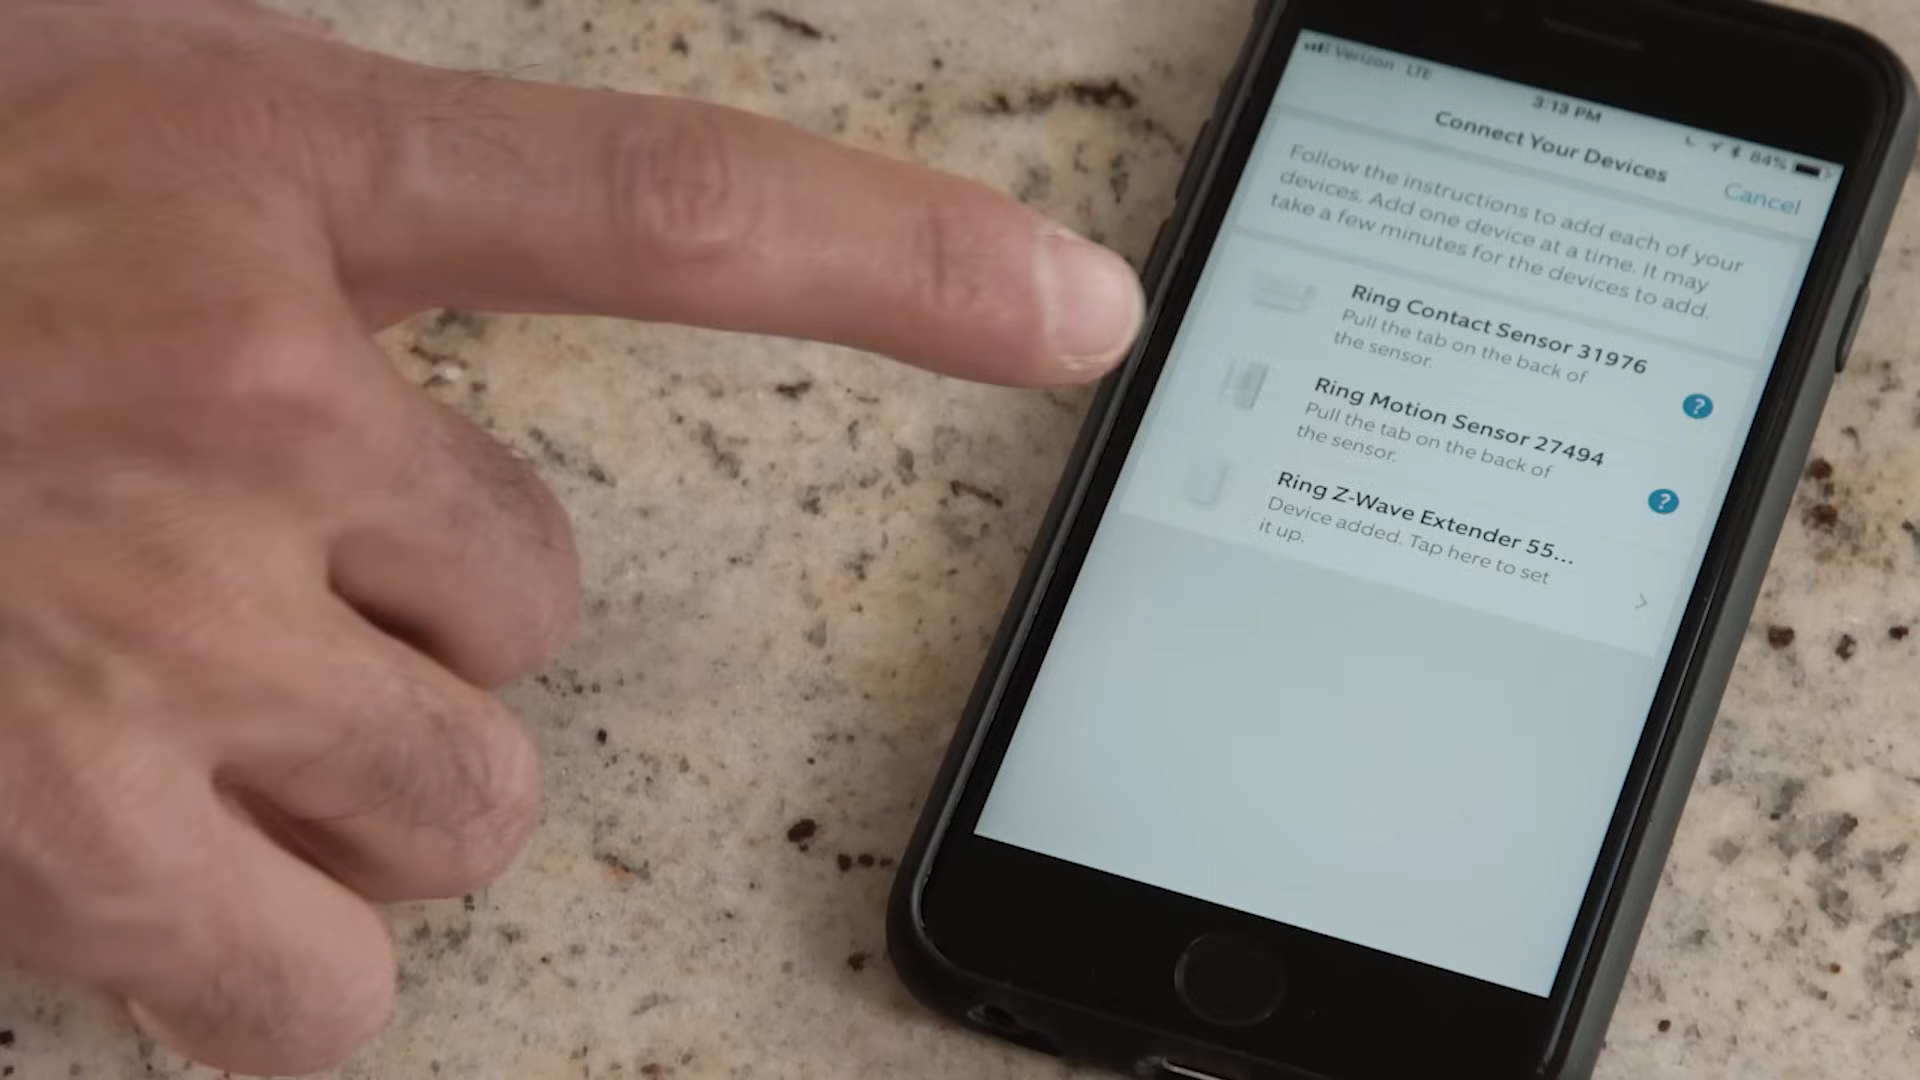 Verizon LTE
3:13 PM
84%
Connect Your Devices
Cancel
Follow the instructions to add each of your
devices. Add one device at a time. It may
take a few minutes for the devices to add.
Ring Contact Sensor 31976
Pull the tab on the back of
the sensor.
?
Ring Motion Sensor 27494
Pull the tab on the back of
the sensor.
?
Ring Z-Wave Extender 55...
Device added. Tap here to set
it up.